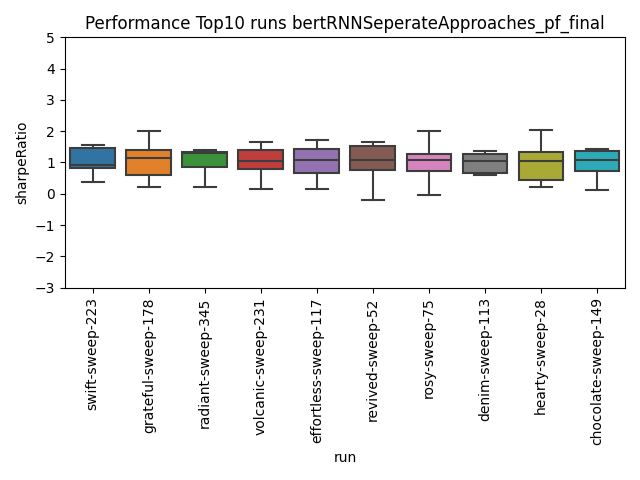 Performance Top10 runs bertRNNSeperateApproaches_pf_final
sharpeRatio
5
4
3
2
1
0
−1
−2
−3
swift-sweep-223
grateful-sweep-178
radiant-sweep-345
volcanic-sweep-231
effortless-sweep-117
revived-sweep-52
rosy-sweep-75
denim-sweep-113
hearty-sweep-28
chocolate-sweep-149
run